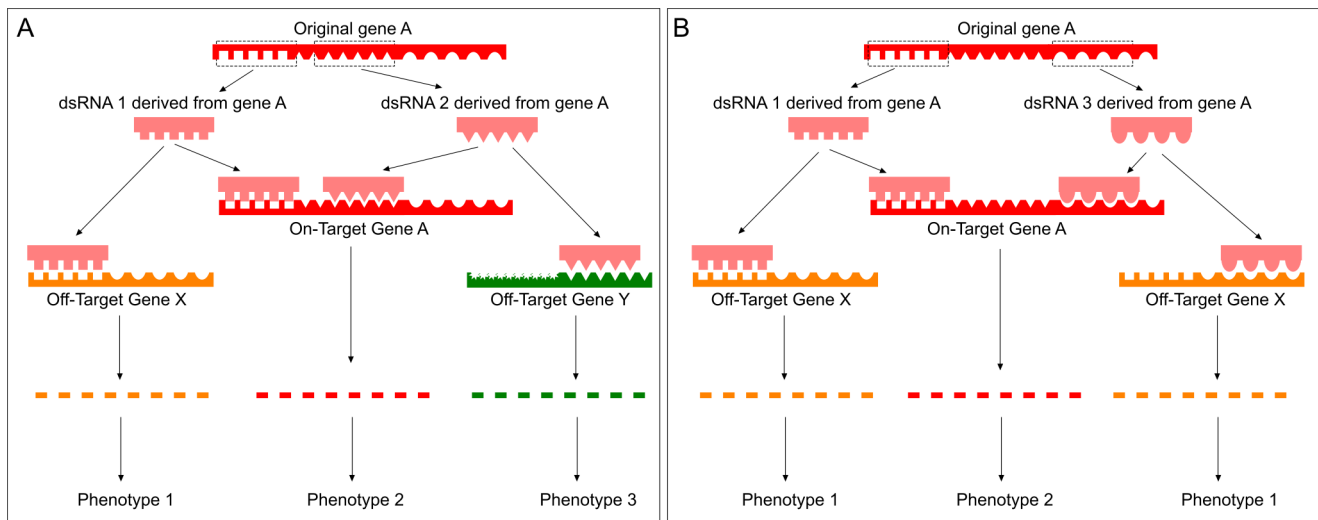 A
Original gene A
dsRNA 1 derived from gene A
dsRNA 2 derived from gene A
On-Target Gene A
Off-Target Gene X
Off-Target Gene Y
Phenotype 1
Phenotype 2
Phenotype 3
B
Original gene A
dsRNA 1 derived from gene A
dsRNA 3 derived from gene A
On-Target Gene A
Off-Target Gene X
Off-Target Gene X
Phenotype 1
Phenotype 2
Phenotype 1